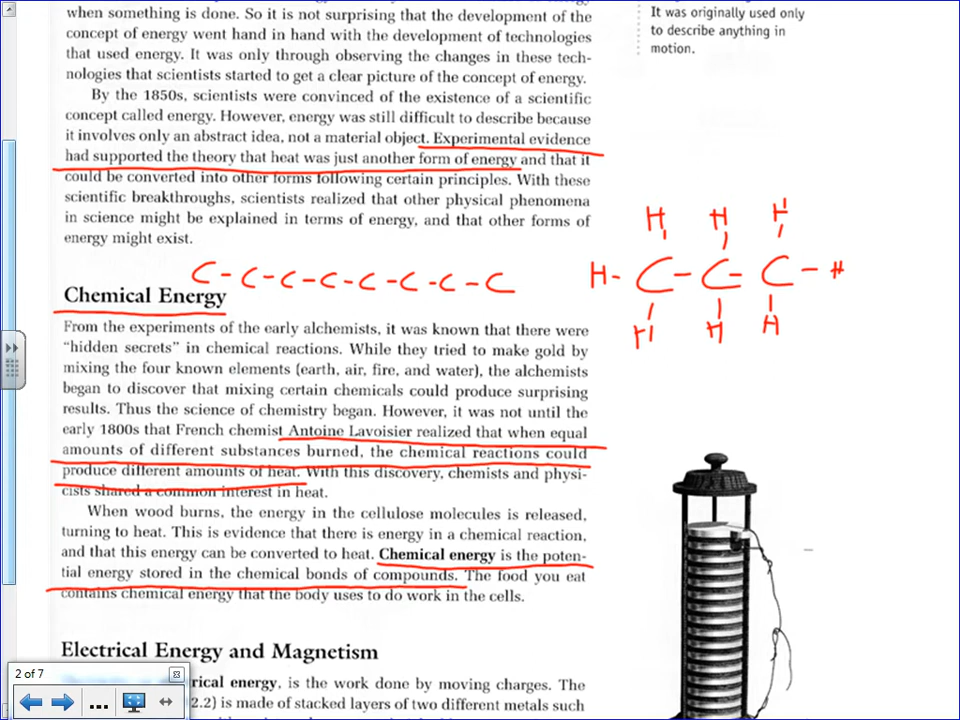 when something is done. So it is not surprising that the development of the
concept of energy went hand in hand with the development of technologies
that used energy. It was only through observing the changes in these tech-
nologies that scientists started to get a clear picture of the concept of energy.
By the 1850s, scientists were convinced of the existence of a scientific
concept called energy. However, energy was still difficult to describe because
it involves only an abstract idea, not a material object. Experimental evidence
had supported the theory that heat was just another form of energy and that it
could be converted into other forms following certain principles. With these
scientific breakthroughs, scientists realized that other physical phenomena
in science might be explained in terms of energy, and that other forms of
energy might exist.
It was originally used only
to describe anything in
motion.
H H H
C - C - C - C - C - C - C - C
H - C - C - C - H
H H H
Chemical Energy
From the experiments of the early alchemists, it was known that there were
“hidden secrets” in chemical reactions. While they tried to make gold by
mixing the four known elements (earth, air, fire, and water), the alchemists
began to discover that mixing certain chemicals could produce surprising
results. Thus the science of chemistry began. However, it was not until the
early 1800s that French chemist Antoine Lavoisier realized that when equal
amounts of different substances burned, the chemical reactions could
produce different amounts of heat. With this discovery, chemists and physi-
cists shared a common interest in heat.
When wood burns, the energy in the cellulose molecules is released,
turning to heat. This is evidence that there is energy in a chemical reaction,
and that this energy can be converted to heat. Chemical energy is the poten-
tial energy stored in the chemical bonds of compounds. The food you eat
contains chemical energy that the body uses to do work in the cells.
Electrical Energy and Magnetism
rical energy, is the work done by moving charges. The
2.2) is made of stacked layers of two different metals such
2 of 7